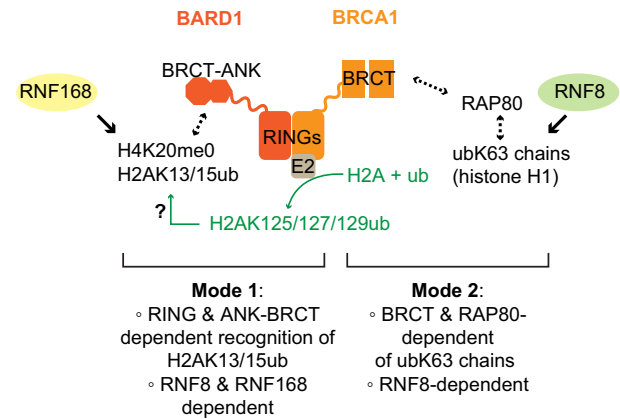 BARD1
BRCA1
BRCT-ANK
BRCT
RNF168
RNF8
RAP80
RINGs
E2
H4K20me0
H2AK13/15ub
ubK63 chains
(histone H1)
H2A + ub
?
H2AK125/127/129ub
Mode 1:
◦ RING & ANK-BRCT
dependent recognition of
H2AK13/15ub
◦ RNF8 & RNF168
dependent
Mode 2:
◦ BRCT & RAP80-
dependent
of ubK63 chains
◦ RNF8-dependent